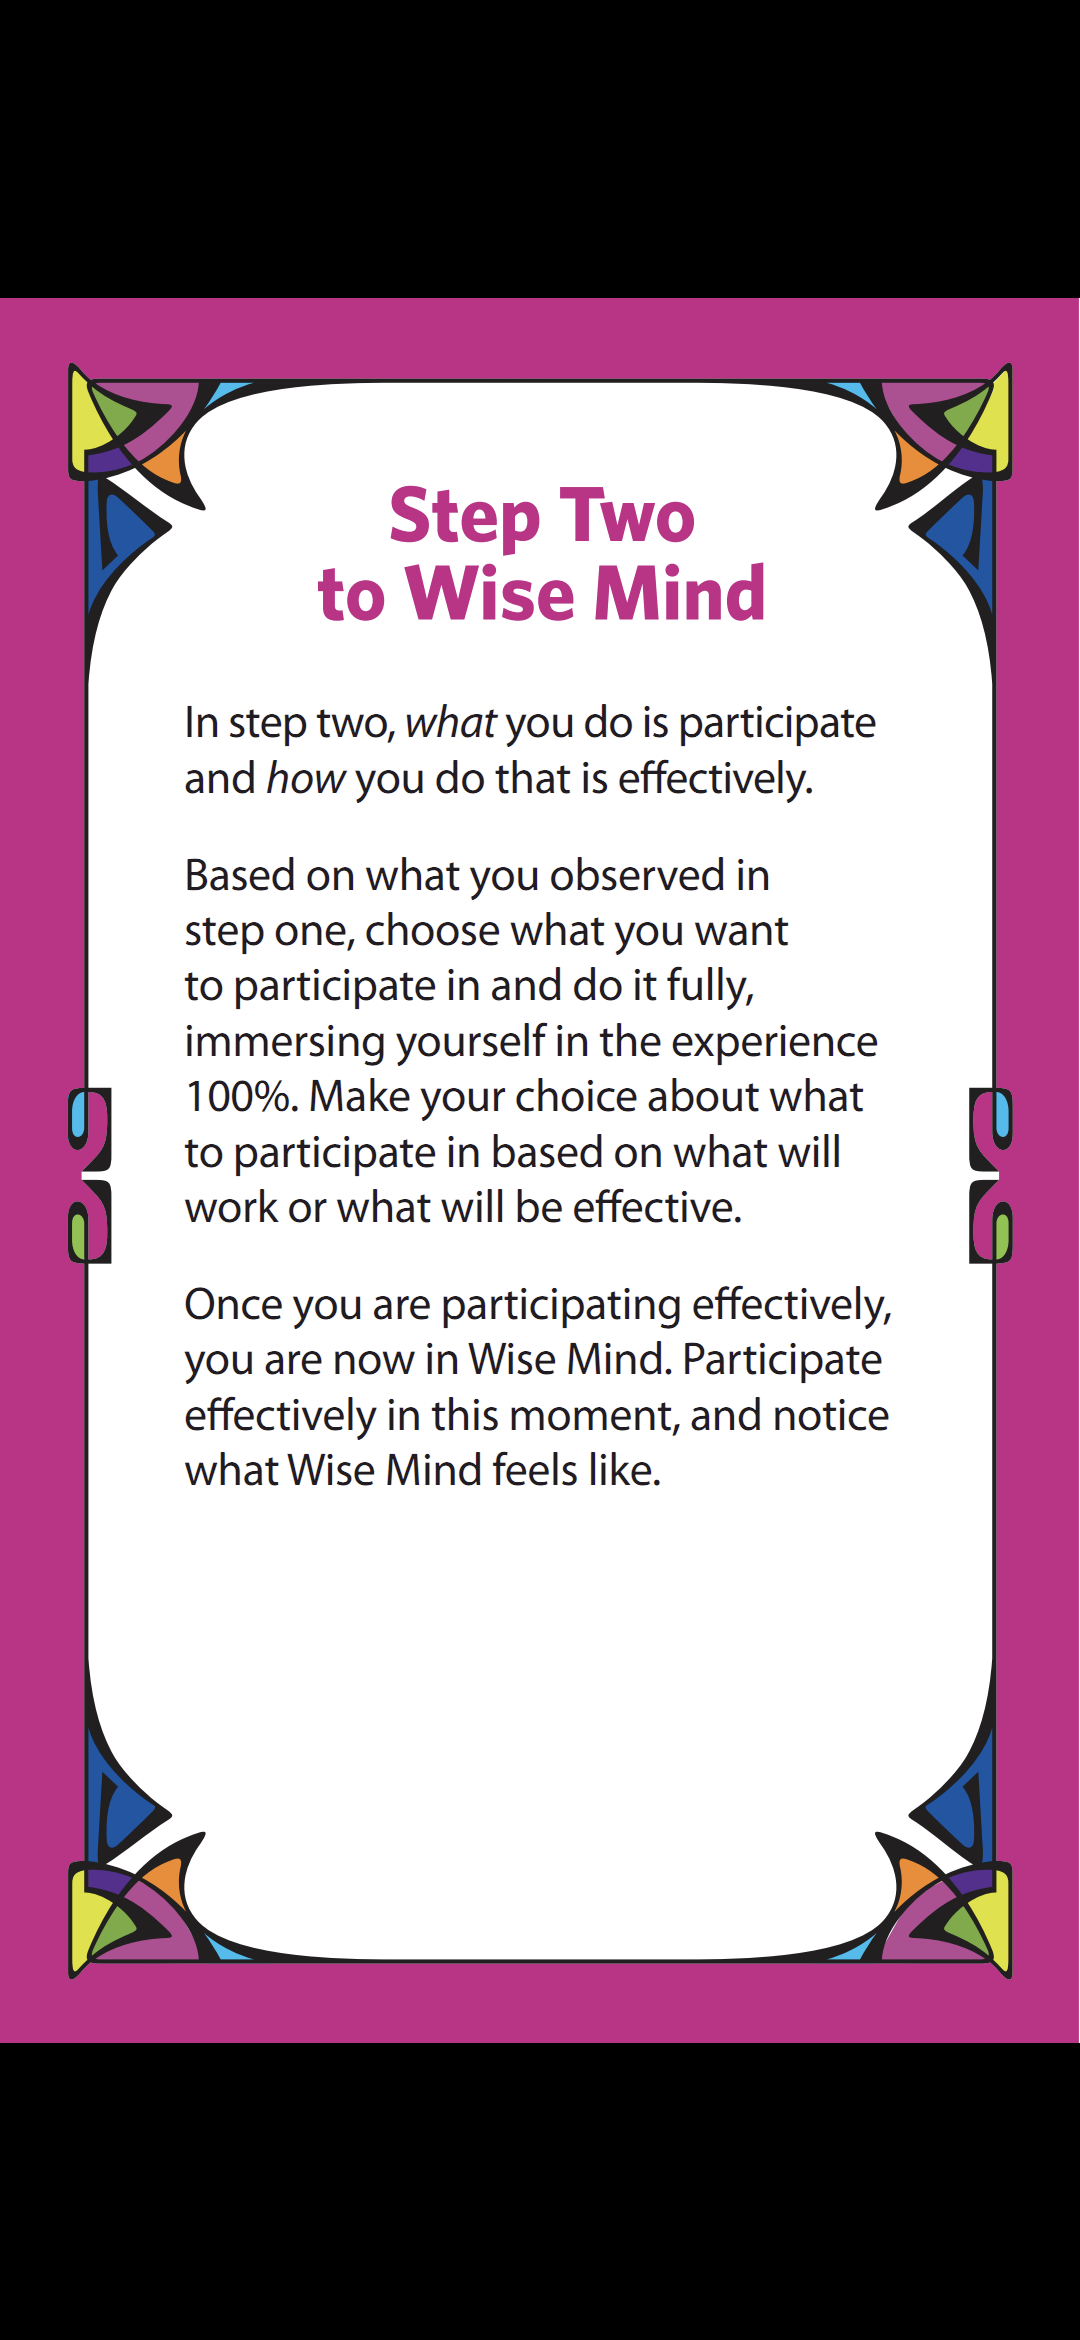 Step Two
to Wise Mind
In step two, what you do is participate
and how you do that is effectively.
Based on what you observed in
step one, choose what you want
to participate in and do it fully,
immersing yourself in the experience
100%. Make your choice about what
to participate in based on what will
work or what will be effective.
Once you are participating effectively,
you are now in Wise Mind. Participate
effectively in this moment, and notice
what Wise Mind feels like.